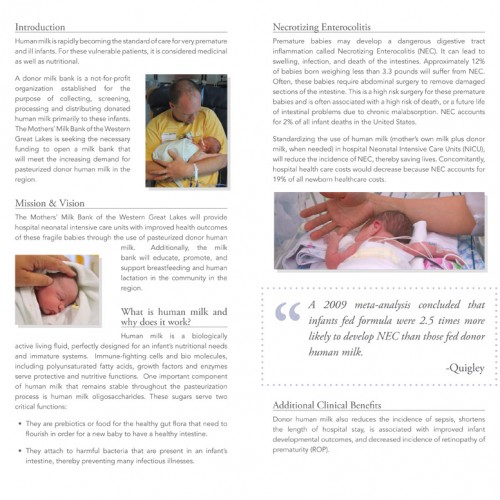 Introduction
Human milk is rapidly becoming the standard of care for very premature
and ill infants. For these vulnerable patients, it is considered medicinal
as well as nutritional.
A donor milk bank is a not-for-profit
organization established for the
purpose of collecting, screening,
processing and distributing donated
human milk primarily to these infants.
The Mothers' Milk Bank of the Western
Great Lakes is seeking the necessary
funding to open a milk bank that
will meet the increasing demand for
pasteurized donor human milk in the
region.
Mission & Vision
The Mothers' Milk Bank of the Western Great Lakes will provide
hospital neonatal intensive care units with improved health outcomes
of these fragile babies through the use of pasteurized donor human
milk. Additionally, the milk
bank will educate, promote, and
support breastfeeding and human
lactation in the community in the
region.
What is human milk and
why does it work?
Human milk is a biologically
active living fluid, perfectly designed for an infant's nutritional needs
and immature systems. Immune-fighting cells and bio molecules,
including polyunsaturated fatty acids, growth factors and enzymes
serve protective and nutritive functions. One important component
of human milk that remains stable throughout the pasteurization
process is human milk oligosaccharides. These sugars serve two
critical functions:
• They are prebiotics or food for the healthy gut flora that need to
flourish in order for a new baby to have a healthy intestine.
• They attach to harmful bacteria that are present in an infant's
intestine, thereby preventing many infectious illnesses.
Necrotizing Enterocolitis
Premature babies may develop a dangerous digestive tract
inflammation called Necrotizing Enterocolitis (NEC). It can lead to
swelling, infection, and death of the intestines. Approximately 12%
of babies born weighing less than 3.3 pounds will suffer from NEC.
Often, these babies require abdominal surgery to remove damaged
sections of the intestine. This is a high risk surgery for these premature
babies and is often associated with a high risk of death, or a future life
of intestinal problems due to chronic malabsorption. NEC accounts
for 2% of all infant deaths in the United States.
Standardizing the use of human milk (mother's own milk plus donor
milk, when needed) in hospital Neonatal Intensive Care Units (NICU),
will reduce the incidence of NEC, thereby saving lives. Concomitantly,
hospital health care costs would decrease because NEC accounts for
19% of all newborn healthcare costs.
“ A 2009 meta-analysis concluded that
infants fed formula were 2.5 times more
likely to develop NEC than those fed donor
human milk.
-Quigley
Additional Clinical Benefits
Donor human milk also reduces the incidence of sepsis, shortens
the length of hospital stay, is associated with improved infant
developmental outcomes, and decreased incidence of retinopathy of
prematurity (ROP).